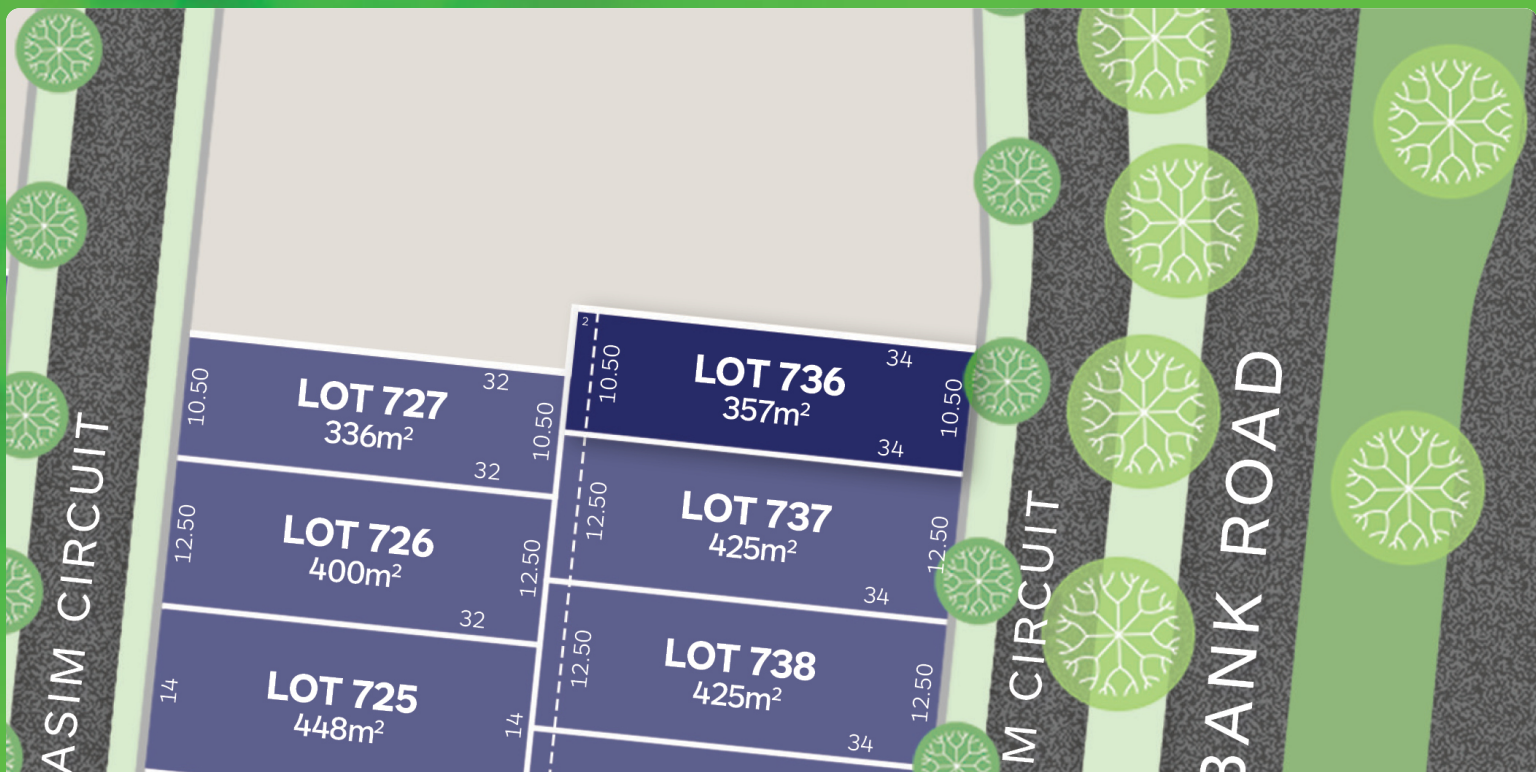 2
10.50
LOT 736
357m²
34
10.50
34
10.50
LOT 727
336m²
32
10.50
32
12.50
LOT 737
425m²
12.50
34
12.50
LOT 726
400m²
12.50
32
12.50
LOT 738
425m²
12.50
34
14
LOT 725
448m²
14
ASIM CIRCUIT
M CIRCUIT
BANK ROAD